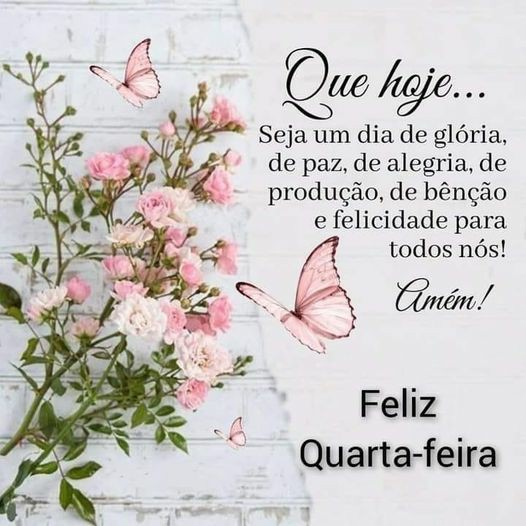 Que hoje...
Seja um dia de glória,
de paz, de alegria, de
produção, de bênção
e felicidade para
todos nós!
Amém!
Feliz
Quarta-feira